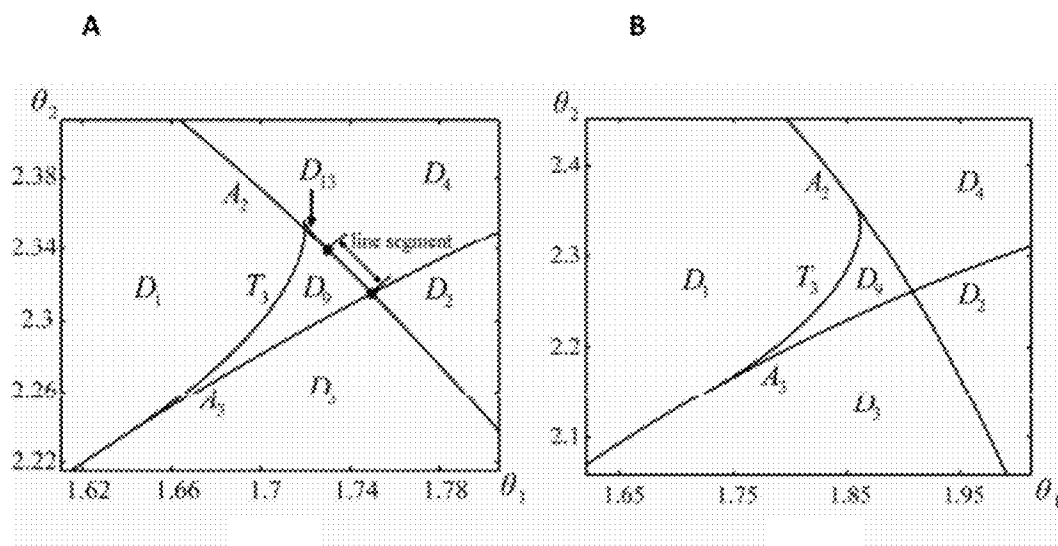 A
B
θ₂
2.38
2.34
2.3
2.26
2.22
A₂
D₁₃
D₄
line segment
D₁
T₃
D₉
D₂
A₃
D₃
1.62
1.66
1.7
1.74
1.78
θ₁
θ₂
2.4
2.3
2.2
2.1
A₂
D₄
D₁
T₃
D₉
D₂
A₃
D₃
1.65
1.75
1.85
1.95
θ₁